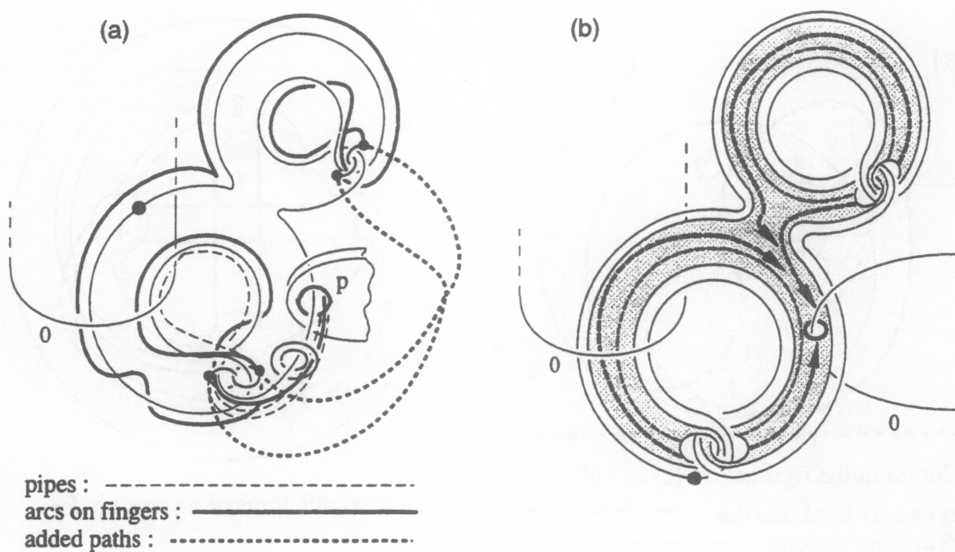 (a)
(b)
p
0
0
0
pipes :
arcs on fingers :
added paths :